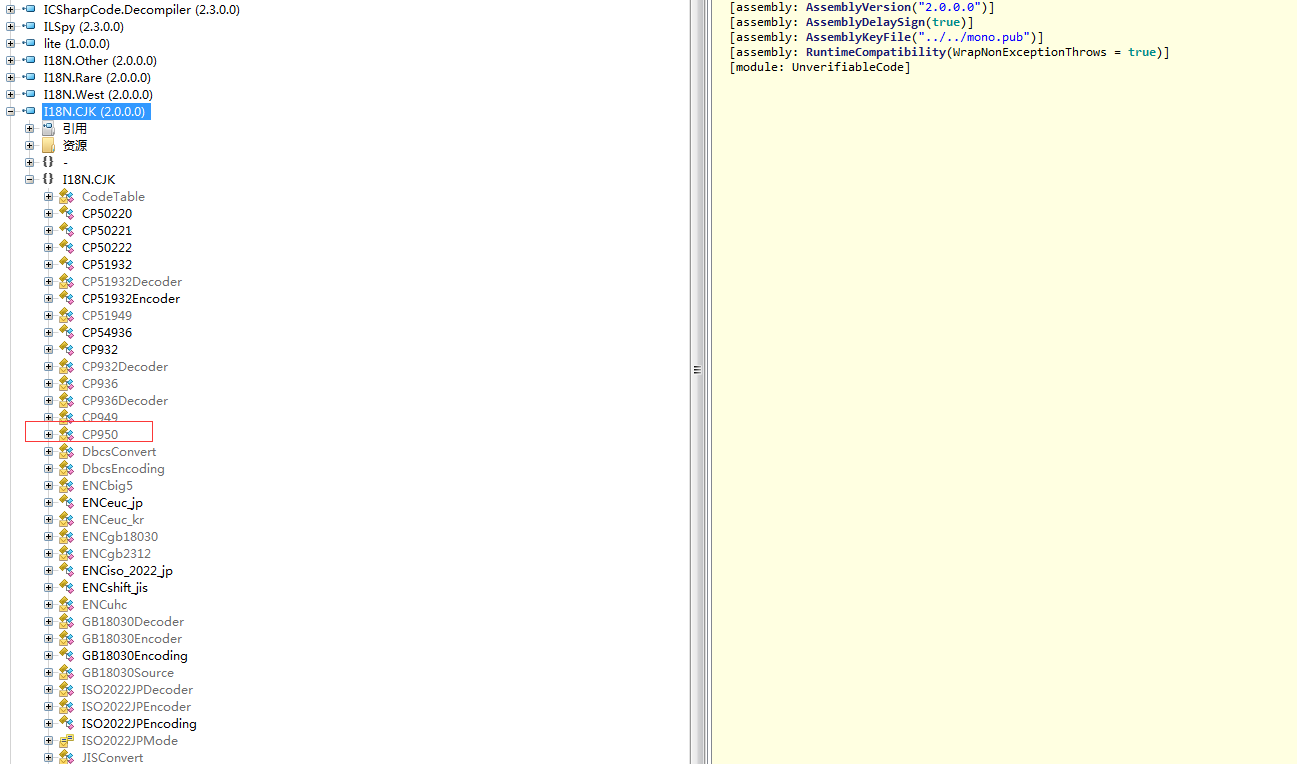 ICSharpCode.Decompiler (2.3.0.0)
ILSpy (2.3.0.0)
lite (1.0.0.0)
I18N.Other (2.0.0.0)
I18N.Rare (2.0.0.0)
I18N.West (2.0.0.0)
I18N.CJK (2.0.0.0)
引用
资源
{} -
{} I18N.CJK
CodeTable
CP50220
CP50221
CP50222
CP51932
CP51932Decoder
CP51932Encoder
CP51949
CP54936
CP932
CP932Decoder
CP936
CP936Decoder
CP949
CP950
DbcsConvert
DbcsEncoding
ENCbig5
ENCeuc_jp
ENCeuc_kr
ENCgb18030
ENCgb2312
ENCiso_2022_jp
ENCshift_jis
ENCuhc
GB18030Decoder
GB18030Encoder
GB18030Encoding
GB18030Source
ISO2022JPDecoder
ISO2022JPEncoder
ISO2022JPEncoding
ISO2022JPMode
JISConvert
[assembly: AssemblyVersion("2.0.0.0")]
[assembly: AssemblyDelaySign(true)]
[assembly: AssemblyKeyFile("../../mono.pub")]
[assembly: RuntimeCompatibility(WrapNonExceptionThrows = true)]
[module: UnverifiableCode]